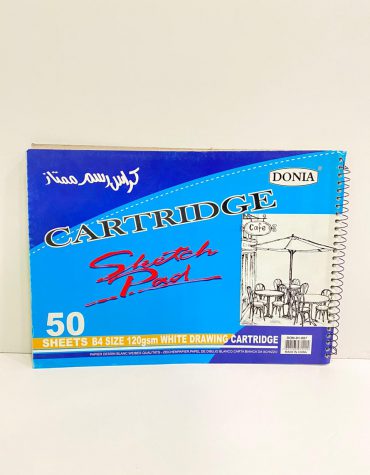 كراس رسم ممتاز
DONIA
CARTRIDGE
Cafe
Sketch
Pad
50
SHEETS B4 SIZE 120gsm WHITE DRAWING CARTRIDGE
MADE IN CHINA